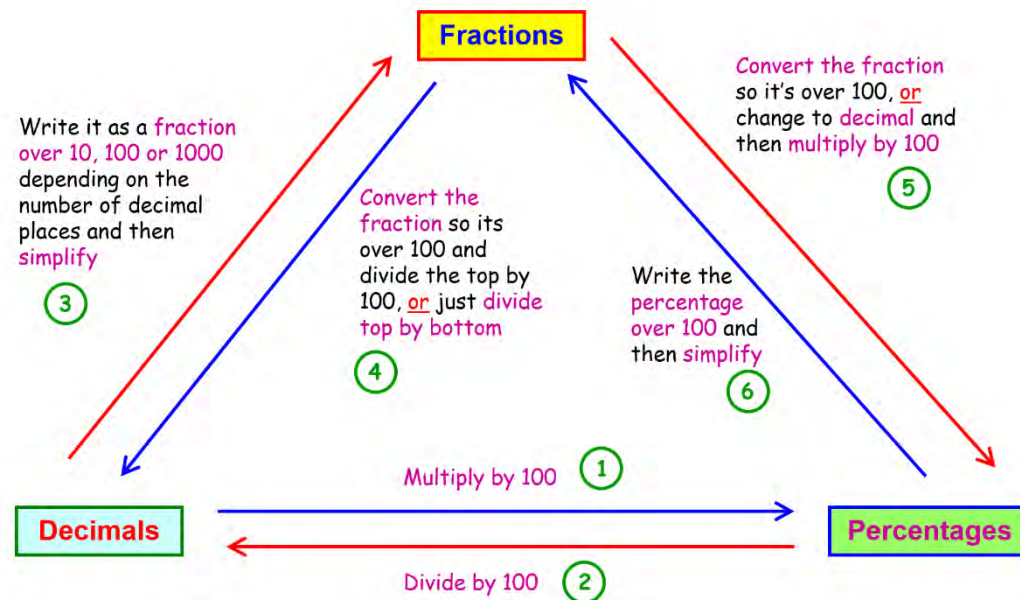 Fractions
Write it as a fraction
over 10, 100 or 1000
depending on the
number of decimal
places and then
simplify
3
Convert the
fraction so its
over 100 and
divide the top by
100, or just divide
top by bottom
4
Convert the fraction
so it's over 100, or
change to decimal and
then multiply by 100
5
Write the
percentage
over 100 and
then simplify
6
Multiply by 100
1
Decimals
Percentages
Divide by 100
2